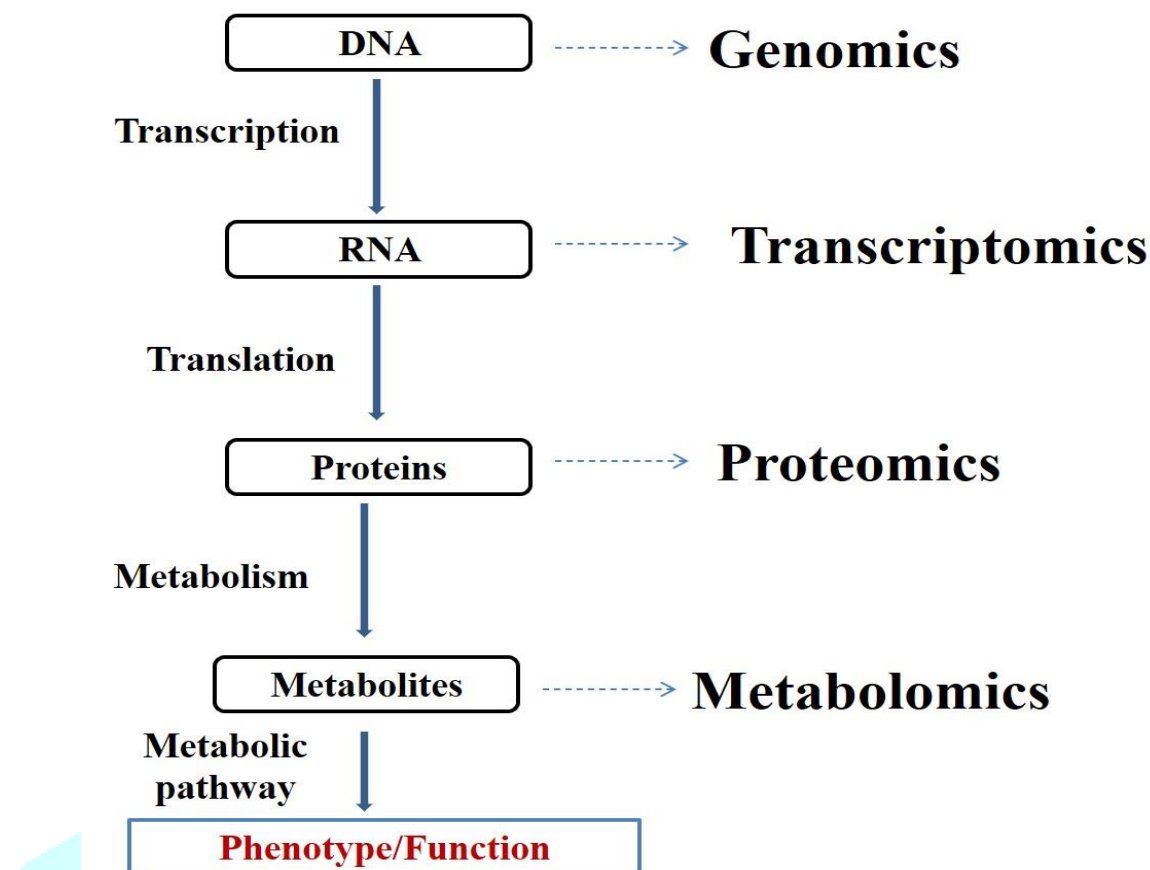 DNA
Genomics
Transcription
RNA
Transcriptomics
Translation
Proteins
Proteomics
Metabolism
Metabolites
Metabolomics
Metabolic
pathway
Phenotype/Function